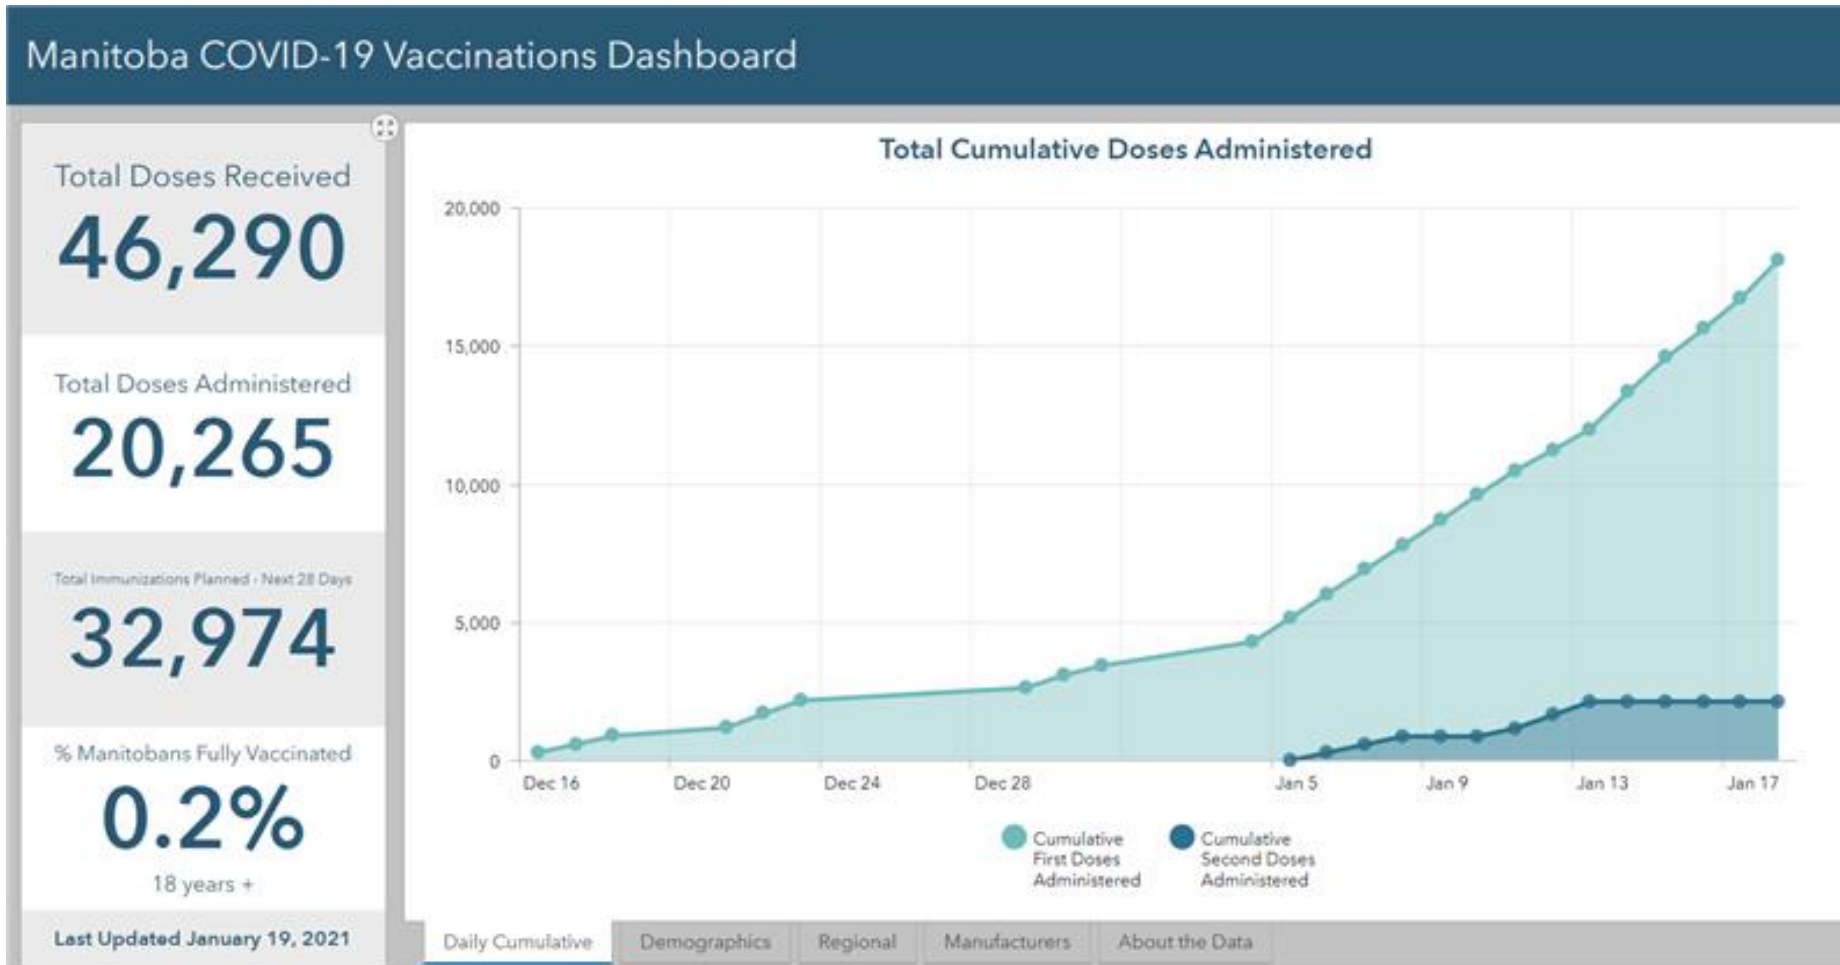 Manitoba COVID-19 Vaccinations Dashboard
Total Doses Received
46,290
Total Doses Administered
20,265
Total Immunizations Planned - Next 28 Days
32,974
% Manitobans Fully Vaccinated
0.2%
18 years +
Last Updated January 19, 2021
Total Cumulative Doses Administered
20,000
15,000
10,000
5,000
0
Dec 16 Dec 20 Dec 24 Dec 28 Jan 5 Jan 9 Jan 13 Jan 17
Cumulative
First Doses
Administered
Cumulative
Second Doses
Administered
Daily Cumulative Demographics Regional Manufacturers About the Data